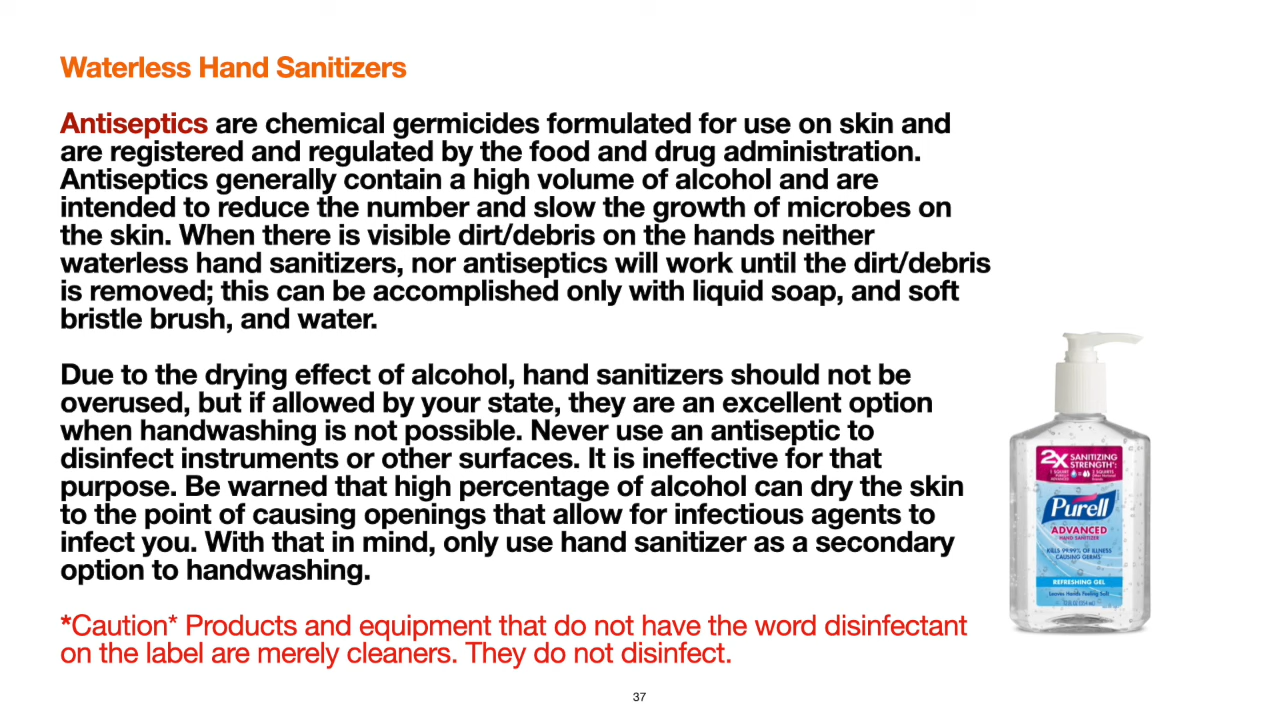 Waterless Hand Sanitizers
Antiseptics are chemical germicides formulated for use on skin and
are registered and regulated by the food and drug administration.
Antiseptics generally contain a high volume of alcohol and are
intended to reduce the number and slow the growth of microbes on
the skin. When there is visible dirt/debris on the hands neither
waterless hand sanitizers, nor antiseptics will work until the dirt/debris
is removed; this can be accomplished only with liquid soap, and soft
bristle brush, and water.
Due to the drying effect of alcohol, hand sanitizers should not be
overused, but if allowed by your state, they are an excellent option
when handwashing is not possible. Never use an antiseptic to
disinfect instruments or other surfaces. It is ineffective for that
purpose. Be warned that high percentage of alcohol can dry the skin
to the point of causing openings that allow for infectious agents to
infect you. With that in mind, only use hand sanitizer as a secondary
option to handwashing.
*Caution* Products and equipment that do not have the word disinfectant
on the label are merely cleaners. They do not disinfect.
2X SANITIZING
STRENGTH
Purell
ADVANCED
HAND SANITIZER
KILLS 99.99% OF ILLNESS
CAUSING GERMS
REFRESHING GEL
Leaves Hands Feeling Soft
37